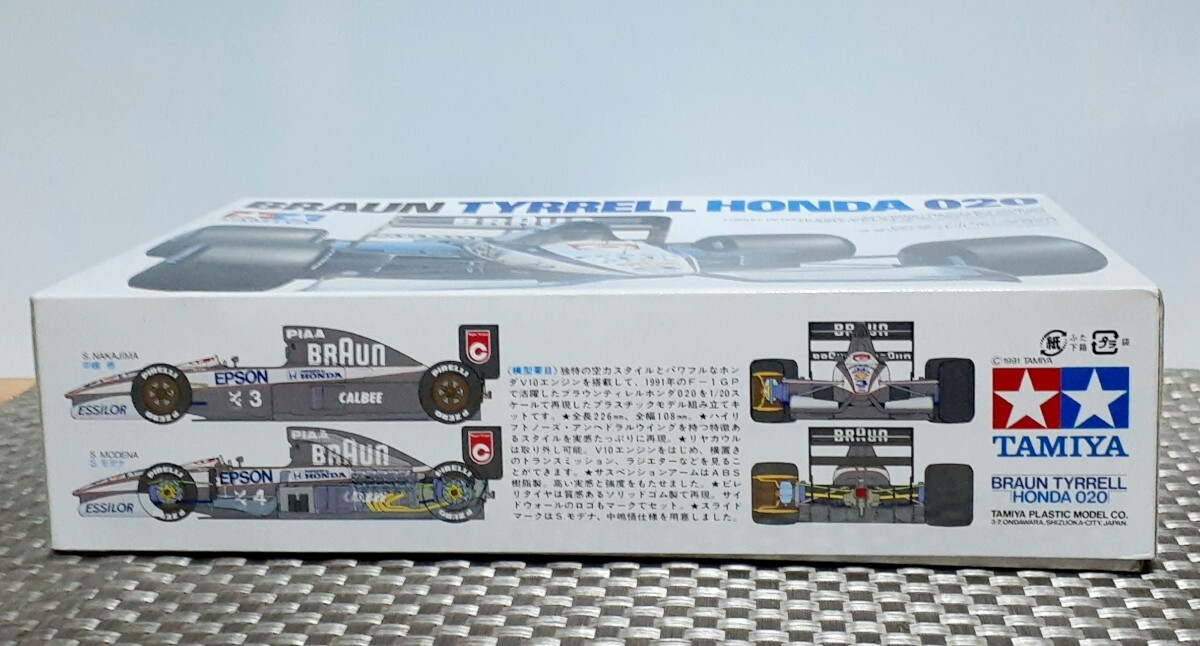 BRAUN TYRRELL HONDA 020
BRAUN
S. NAKAJIMA
中嶋 悟
PIAA
BRAUN
PIRELLI
EPSON
HONDA
3
CALBEE
ESSILOR
PIRELLI
S. MODENA
S. モデナ
PIAA
BRAUN
PIRELLI
EPSON
HONDA
4
CALBEE
ESSILOR
PIRELLI
《模型要目》独特の空力スタイルとパワフルなホン
ダV10エンジンを搭載して、1991年のF-1GP
で活躍したブラウンティレルホンダ020を1/20ス
ケールで再現したプラスチックモデル組み立てキ
ットです。★全長226mm、全幅108mm。★ハイリ
フトノーズ・アンヘドラルウイングを持つ特徴あ
るスタイルを実感たっぷりに再現。★リヤカウル
は取り外し可能。V10エンジンをはじめ、横置き
のトランスミッション、ラジエターなどを見るこ
とができます。★サスペンションアームはABS
樹脂製。高い実感と強度をもたせました。★ピレ
リタイヤは質感あるソリッドゴム製で再現。サイ
ドウォールのロゴもマークでセット。★スライド
マークはS.モデナ、中嶋悟仕様を用意しました。
BRAUN
BRAUN
BRAUN
紙
ふた
下箱
プラ
袋
©1991 TAMIYA
TAMIYA
BRAUN TYRRELL
HONDA 020
TAMIYA PLASTIC MODEL CO.
3-7, ONDAWARA, SHIZUOKA-CITY, JAPAN.